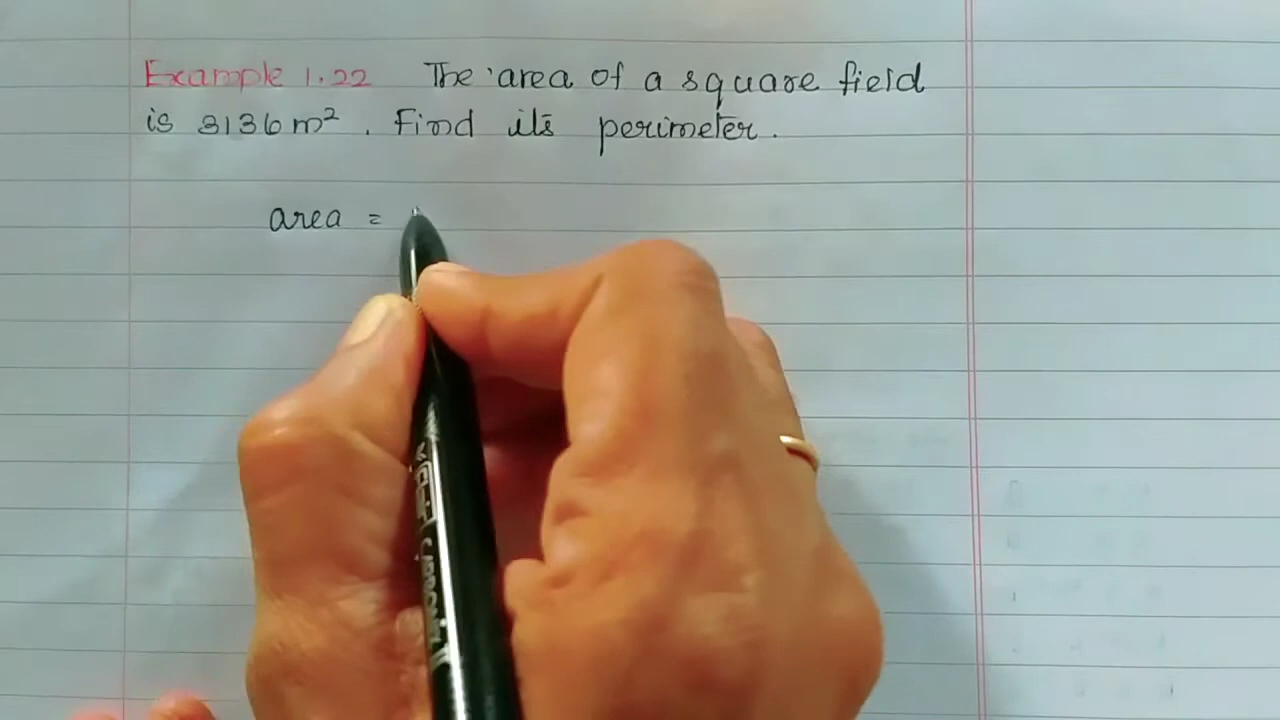 Example 1.22 The area of a square field
is 3136 m². Find its perimeter.
area =